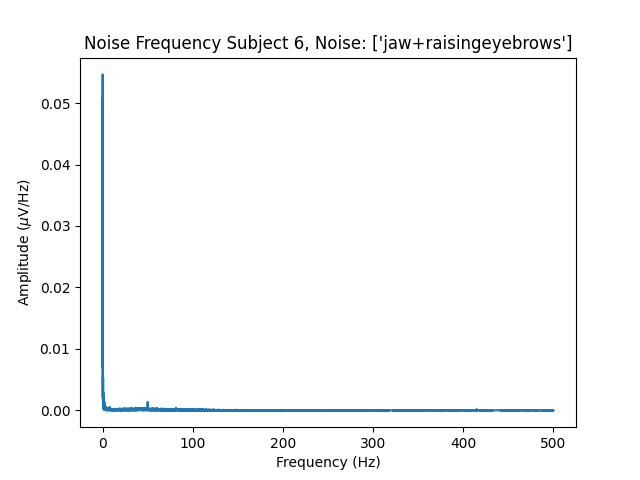 Noise Frequency Subject 6, Noise: ['jaw+raisingeyebrows']
Amplitude (μV/Hz)
0.05
0.04
0.03
0.02
0.01
0.00
0 100 200 300 400 500
Frequency (Hz)